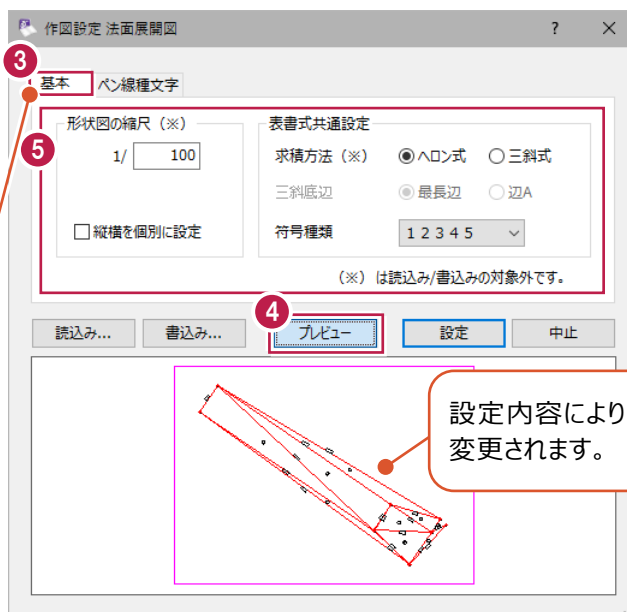 作図設定 法面展開図 ? ×
3
基本 ペン線種文字
5
形状図の縮尺（※）
1/ 100
縦横を個別に設定
表書式共通設定
求積方法（※） ヘロン式 三斜式
三斜底辺 最長辺 辺A
符号種類 １２３４５
（※）は読込み/書込みの対象外です。
4
読込み... 書込み... プレビュー 設定 中止
設定内容により
変更されます。